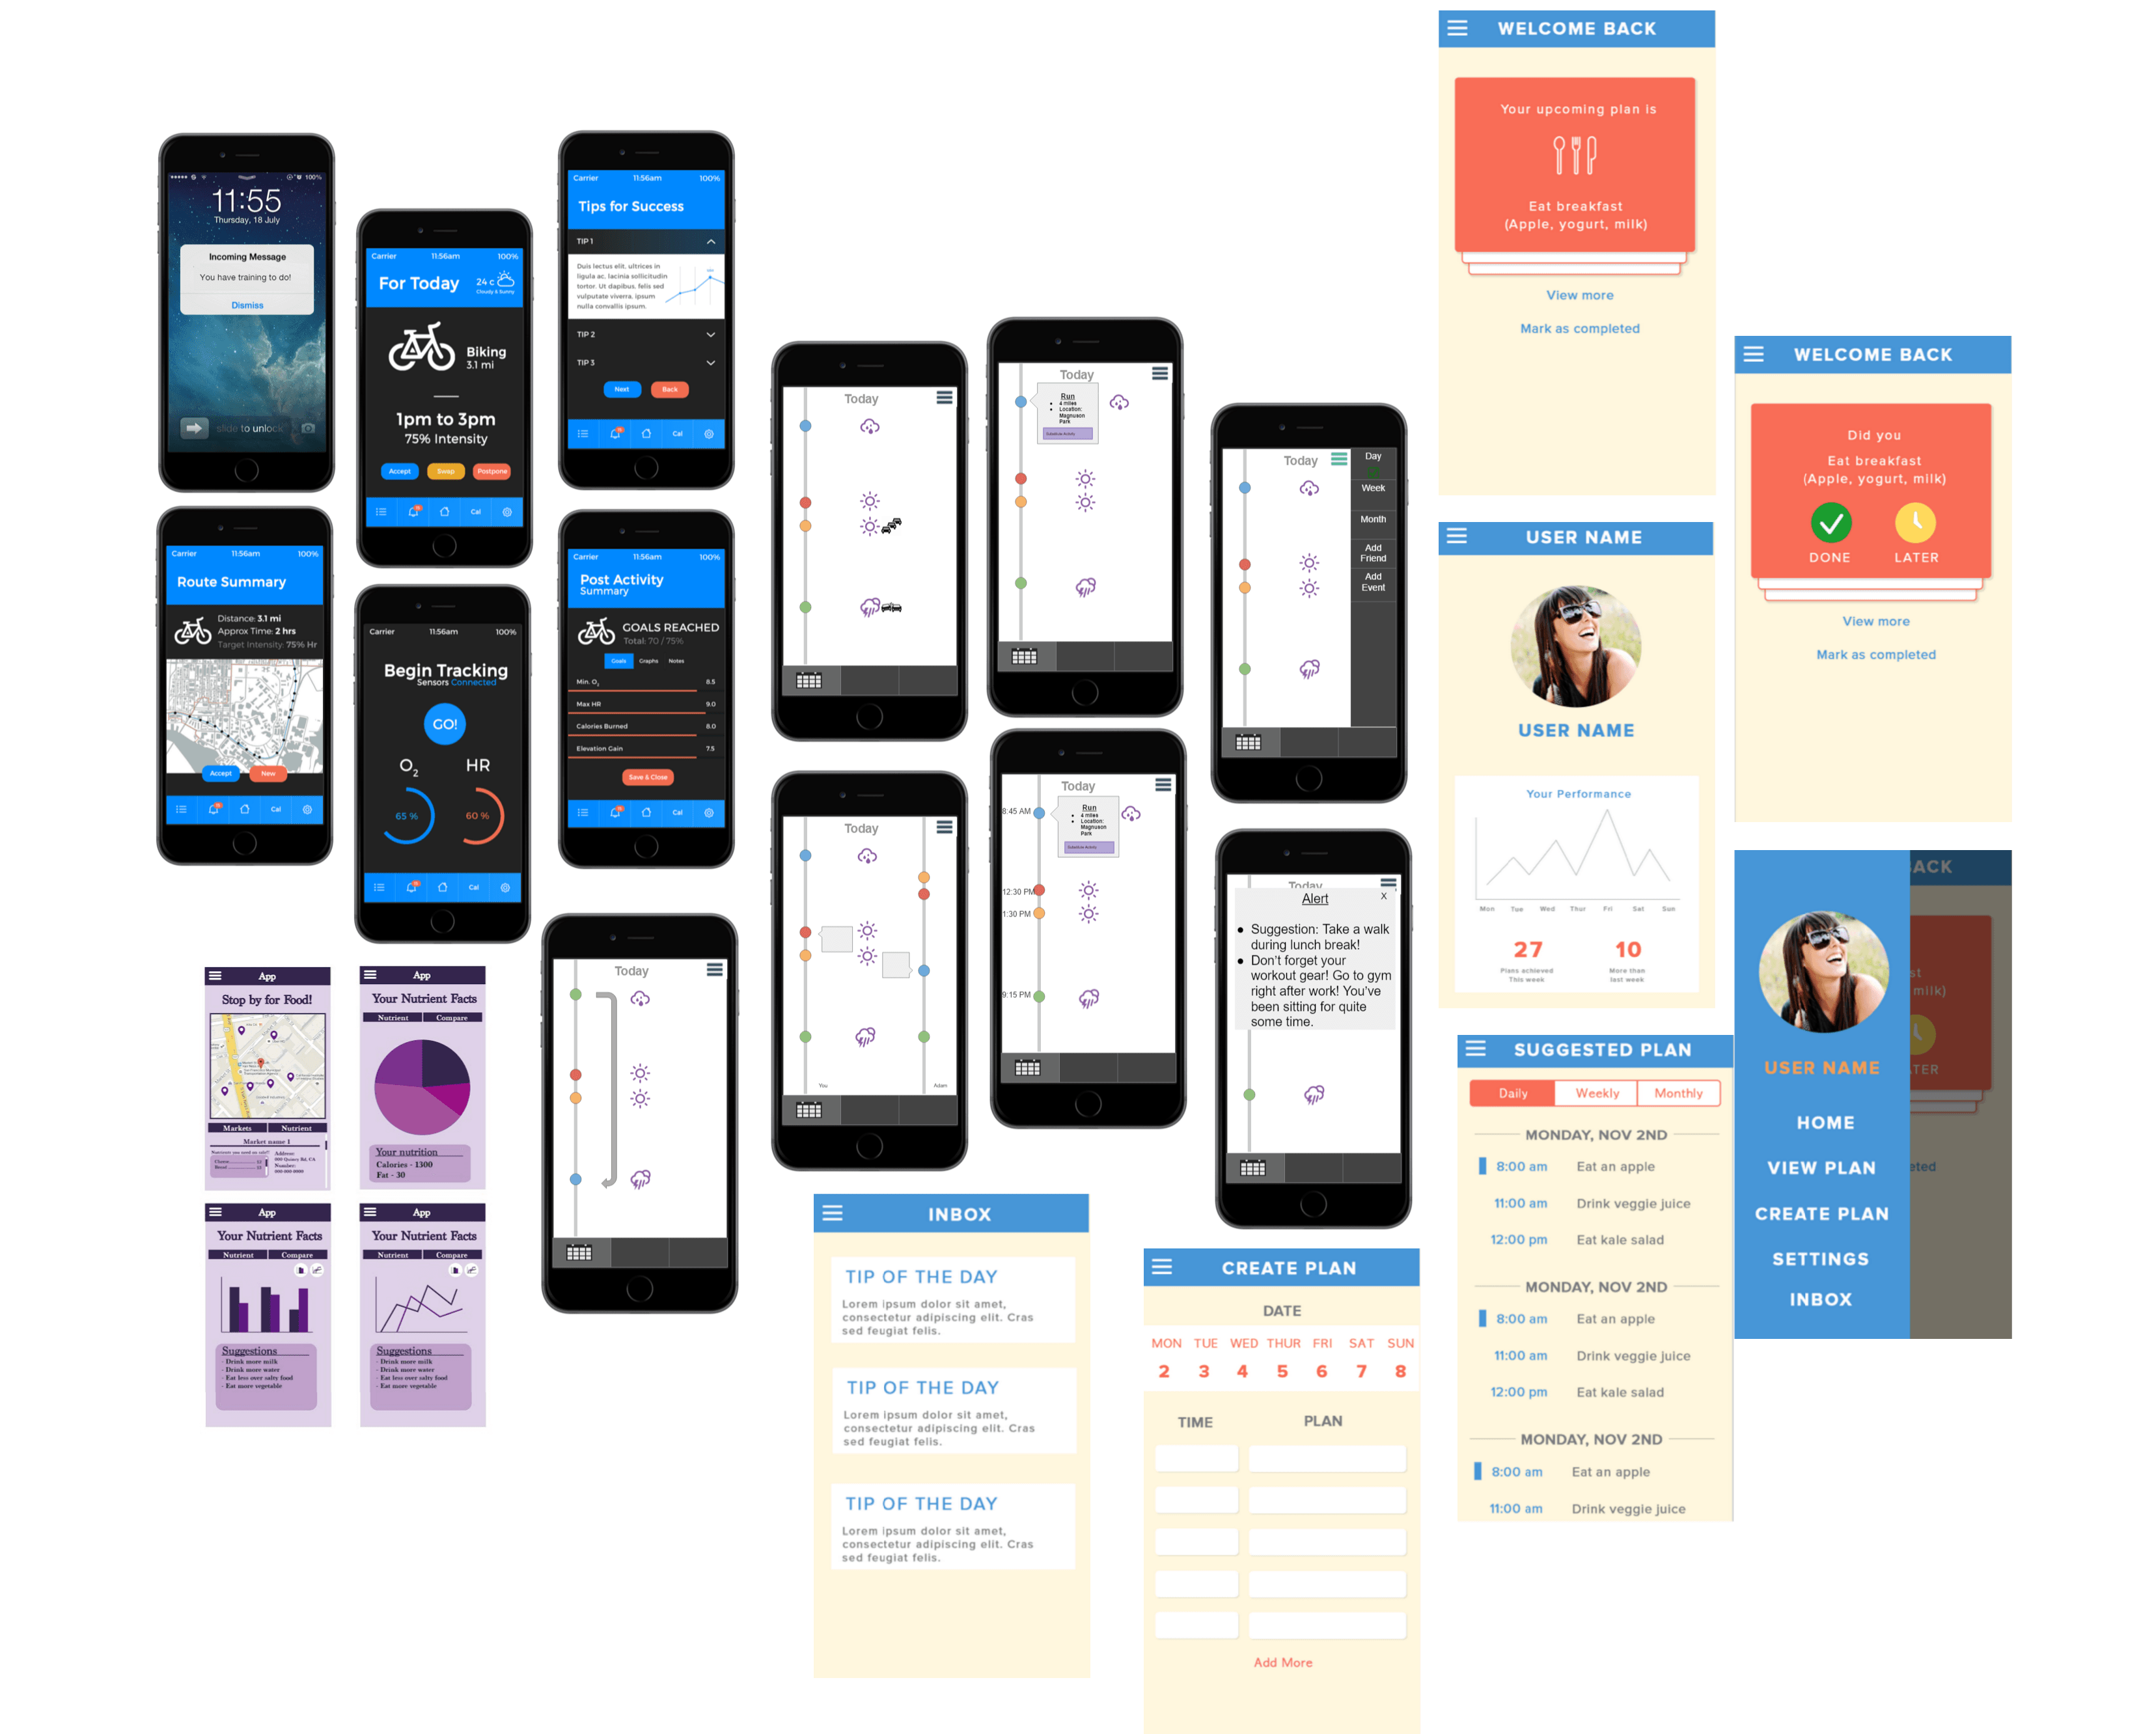 11:55
Thursday, 18 July
100%
Incoming Message
You have training to do!
Dismiss
slide to unlock
Carrier 11:56am 100%
For Today
24 c
Cloudy & Sunny
Biking
3.1 mi
1pm to 3pm
75% Intensity
Accept Swap Postpone
Cal
Carrier 11:56am 100%
Tips for Success
TIP 1
Duis lectus elit, ultrices in
ligula ac, lacinia sollicitudin
tortor. Ut dapibus, felis sed
vulputate viverra, ipsum
nulla convallis ipsum.
TIP 2
TIP 3
Next Back
Cal
Carrier 11:56am 100%
Route Summary
Distance: 3.1 mi
Approx Time: 2 hrs
Target Intensity: 75% Hr
Accept New
Cal
Carrier 11:56am 100%
Begin Tracking
Sensors Connected
GO!
O2 HR
65 % 60 %
Cal
Carrier 11:56am 100%
Post Activity
Summary
GOALS REACHED
Total: 70 / 75%
Goals Graphs Notes
Min. O2 8.5
Max HR 9.0
Calories Burned 8.0
Elevation Gain 7.5
Save & Close
Cal
App
Stop by for Food!
Markets Nutrient
Market name 1
Address:
000 Quincy Rd, CA
Number:
000-000-0000
App
Your Nutrient Facts
Nutrient Compare
Your nutrition
Calories - 1300
Fat - 30
App
Your Nutrient Facts
Nutrient Compare
Suggestions
- Drink more milk
- Drink more water
- Eat less over salty food
- Eat more vegetable
App
Your Nutrient Facts
Nutrient Compare
Suggestions
- Drink more milk
- Drink more water
- Eat less over salty food
- Eat more vegetable
Today
Today
Today
Run
4 miles
Location:
Magnuson
Park
Schedule Activity
Today
Day
Week
Month
Add
Friend
Add
Event
Today
You Adam
Today
8:45 AM
Run
4 miles
Location:
Magnuson
Park
Schedule Activity
12:30 PM
1:30 PM
9:15 PM
Today
Alert X
Suggestion: Take a walk
during lunch break!
Don't forget your
workout gear! Go to gym
right after work! You've
been sitting for quite
some time.
INBOX
TIP OF THE DAY
Lorem ipsum dolor sit amet,
consectetur adipiscing elit. Cras
sed feugiat felis.
TIP OF THE DAY
Lorem ipsum dolor sit amet,
consectetur adipiscing elit. Cras
sed feugiat felis.
TIP OF THE DAY
Lorem ipsum dolor sit amet,
consectetur adipiscing elit. Cras
sed feugiat felis.
CREATE PLAN
DATE
MON TUE WED THUR FRI SAT SUN
2 3 4 5 6 7 8
TIME PLAN
Add More
WELCOME BACK
Your upcoming plan is
Eat breakfast
(Apple, yogurt, milk)
View more
Mark as completed
WELCOME BACK
Did you
Eat breakfast
(Apple, yogurt, milk)
DONE LATER
View more
Mark as completed
USER NAME
USER NAME
Your Performance
Mon Tue Wed Thur Fri Sat Sun
27 10
Plans achieved More than
This week last week
SUGGESTED PLAN
Daily Weekly Monthly
MONDAY, NOV 2ND
8:00 am Eat an apple
11:00 am Drink veggie juice
12:00 pm Eat kale salad
MONDAY, NOV 2ND
8:00 am Eat an apple
11:00 am Drink veggie juice
12:00 pm Eat kale salad
MONDAY, NOV 2ND
8:00 am Eat an apple
11:00 am Drink veggie juice
ACK
st
milk)
TER
eted
USER NAME
HOME
VIEW PLAN
CREATE PLAN
SETTINGS
INBOX